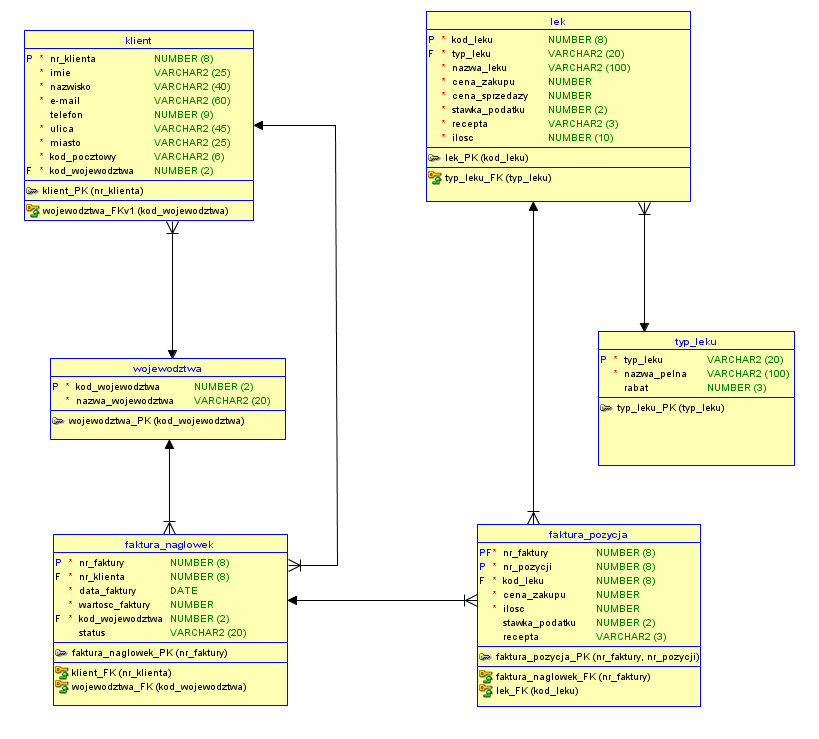 klient
P * nr_klienta NUMBER (8)
* imie VARCHAR2 (25)
* nazwisko VARCHAR2 (40)
* e-mail VARCHAR2 (60)
telefon NUMBER (9)
* ulica VARCHAR2 (45)
* miasto VARCHAR2 (25)
* kod_pocztowy VARCHAR2 (6)
F * kod_wojewodztwa NUMBER (2)
klient_PK (nr_klienta)
wojewodztwa_FKv1 (kod_wojewodztwa)
lek
P * kod_leku NUMBER (8)
F * typ_leku VARCHAR2 (20)
* nazwa_leku VARCHAR2 (100)
* cena_zakupu NUMBER
* cena_sprzedazy NUMBER
* stawka_podatku NUMBER (2)
* recepta VARCHAR2 (3)
* ilosc NUMBER (10)
lek_PK (kod_leku)
typ_leku_FK (typ_leku)
wojewodztwa
P * kod_wojewodztwa NUMBER (2)
* nazwa_wojewodztwa VARCHAR2 (20)
wojewodztwa_PK (kod_wojewodztwa)
typ_leku
P * typ_leku VARCHAR2 (20)
* nazwa_pelna VARCHAR2 (100)
rabat NUMBER (3)
typ_leku_PK (typ_leku)
faktura_naglowek
P * nr_faktury NUMBER (8)
F * nr_klienta NUMBER (8)
* data_faktury DATE
* wartosc_faktury NUMBER
F * kod_wojewodztwa NUMBER (2)
status VARCHAR2 (20)
faktura_naglowek_PK (nr_faktury)
klient_FK (nr_klienta)
wojewodztwa_FK (kod_wojewodztwa)
faktura_pozycja
PF* nr_faktury NUMBER (8)
P * nr_pozycji NUMBER (8)
F * kod_leku NUMBER (8)
* cena_zakupu NUMBER
* ilosc NUMBER
stawka_podatku NUMBER (2)
recepta VARCHAR2 (3)
faktura_pozycja_PK (nr_faktury, nr_pozycji)
faktura_naglowek_FK (nr_faktury)
lek_FK (kod_leku)